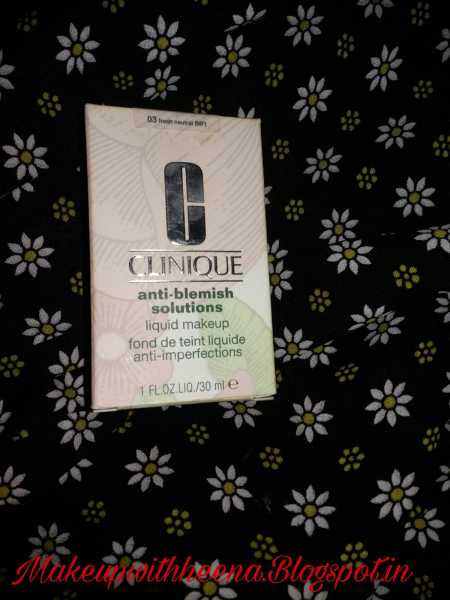 03 fresh neutral (MF)
C
CLINIQUE
anti-blemish
solutions
liquid makeup
fond de teint liquide
anti-imperfections
1 FL.OZ.LIQ./30 ml e
Makeupwithheena.Blogspot.in